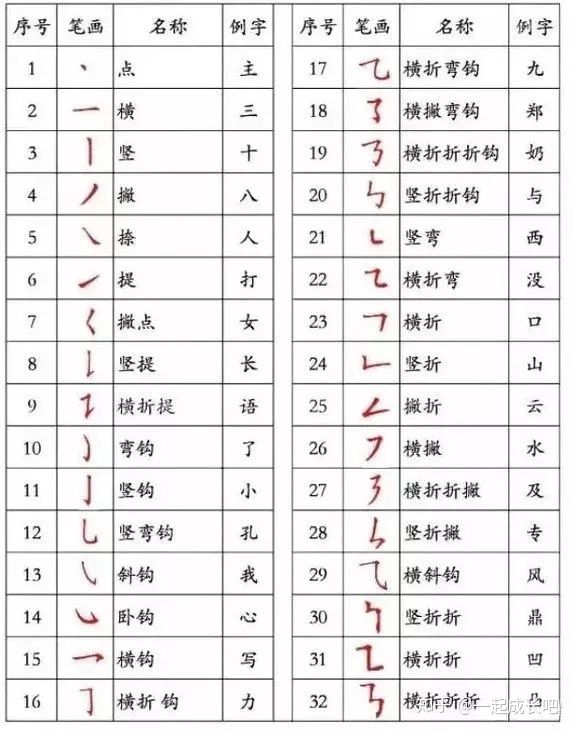 序号 笔画 名称 例字
1 点 主
2 横 三
3 竖 十
4 撇 八
5 捺 人
6 提 打
7 撇点 女
8 竖提 长
9 横折提 语
10 弯钩 了
11 竖钩 小
12 竖弯钩 孔
13 斜钩 我
14 卧钩 心
15 横钩 写
16 横折钩 力
序号 笔画 名称 例字
17 横折弯钩 九
18 横撇弯钩 郑
19 横折折折钩 奶
20 竖折折钩 与
21 竖弯 西
22 横折弯 没
23 横折 口
24 竖折 山
25 撇折 云
26 横撇 水
27 横折折撇 及
28 竖折撇 专
29 横斜钩 风
30 竖折折 鼎
31 横折折 凹
32 横折折折 凸
知乎 @一起成长吧